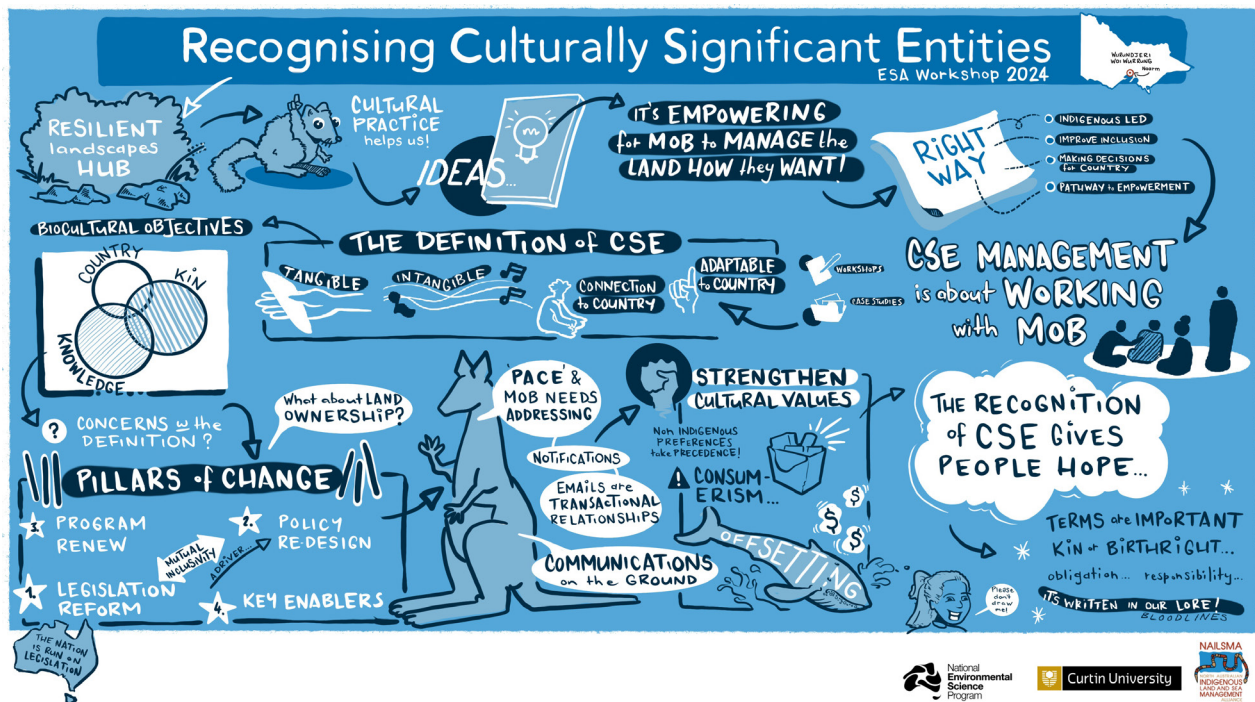 Recognising Culturally Significant Entities
ESA Workshop 2024
WURUNDJERI
WOI WURRUNG
Naarm
RESILIENT
landscapes
HUB
CULTURAL
PRACTICE
helps us!
IDEAS...
IT'S EMPOWERING
for MOB to MANAGE the
LAND HOW they WANT!
RIGHT
WAY
INDIGENOUS LED
IMPROVE INCLUSION
MAKING DECISIONS
for COUNTRY
PATHWAY to EMPOWERMENT
BIOCULTURAL OBJECTIVES
COUNTRY
KIN
KNOWLEDGE...
THE DEFINITION of CSE
TANGIBLE
INTANGIBLE
CONNECTION
to COUNTRY
ADAPTABLE
to COUNTRY
WORKSHOPS
CASE STUDIES
CSE MANAGEMENT
is about WORKING
with MOB
? CONCERNS w the
DEFINITION?
What about LAND
OWNERSHIP?
PILLARS of CHANGE
3. PROGRAM
RENEW
2. POLICY
RE-DESIGN
MUTUAL
INCLUSIVITY
A DRIVER...
1. LEGISLATION
REFORM
4. KEY ENABLERS
'PACE' &
MOB NEEDS
ADDRESSING
NOTIFICATIONS
EMAILS are
TRANSACTIONAL
RELATIONSHIPS
COMMUNICATIONS
on the GROUND
STRENGTHEN
CULTURAL VALUES
Non INDIGENOUS
PREFERENCES
take PRECEDENCE!
! CONSUM-
ERISM...
$
$
$
OFFSETTING
THE RECOGNITION
of CSE GIVES
PEOPLE HOPE...
TERMS are IMPORTANT
KIN or BIRTHRIGHT...
obligation... responsibility...
IT'S WRITTEN IN OUR LORE!
BLOODLINES
Please
don't
draw
me!
THE NATION
IS RUN ON
LEGISLATION
National
Environmental
Science
Program
Curtin University
NAILSMA
NORTH AUSTRALIAN
INDIGENOUS
LAND AND SEA
MANAGEMENT
ALLIANCE